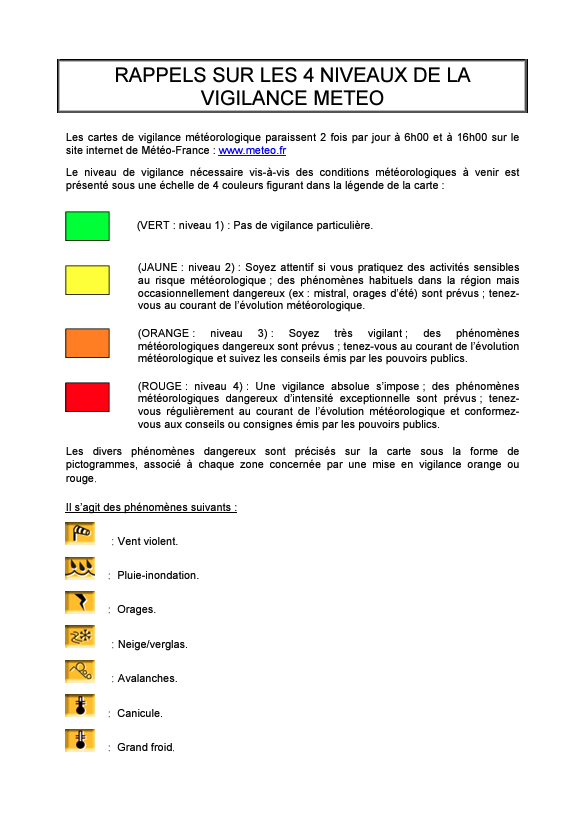 RAPPELS SUR LES 4 NIVEAUX DE LA
VIGILANCE METEO
Les cartes de vigilance météorologique paraissent 2 fois par jour à 6h00 et à 16h00 sur le
site internet de Météo-France : www.meteo.fr
Le niveau de vigilance nécessaire vis-à-vis des conditions météorologiques à venir est
présenté sous une échelle de 4 couleurs figurant dans la légende de la carte :
(VERT : niveau 1) : Pas de vigilance particulière.
(JAUNE : niveau 2) : Soyez attentif si vous pratiquez des activités sensibles
au risque météorologique ; des phénomènes habituels dans la région mais
occasionnellement dangereux (ex : mistral, orages d'été) sont prévus ; tenez-
vous au courant de l'évolution météorologique.
(ORANGE : niveau 3) : Soyez très vigilant ; des phénomènes
météorologiques dangereux sont prévus ; tenez-vous au courant de l'évolution
météorologique et suivez les conseils émis par les pouvoirs publics.
(ROUGE : niveau 4) : Une vigilance absolue s'impose ; des phénomènes
météorologiques dangereux d'intensité exceptionnelle sont prévus ; tenez-
vous régulièrement au courant de l'évolution météorologique et conformez-
vous aux conseils ou consignes émis par les pouvoirs publics.
Les divers phénomènes dangereux sont précisés sur la carte sous la forme de
pictogrammes, associé à chaque zone concernée par une mise en vigilance orange ou
rouge.
Il s'agit des phénomènes suivants :
: Vent violent.
: Pluie-inondation.
: Orages.
: Neige/verglas.
: Avalanches.
: Canicule.
: Grand froid.